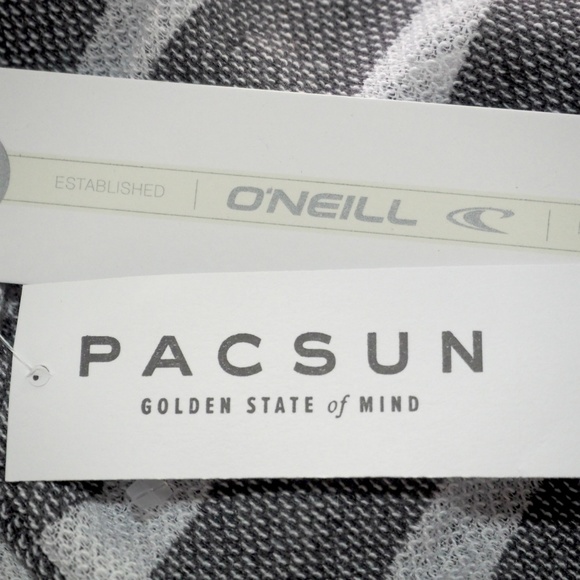 ESTABLISHED | O'NEILL |
PACSUN
GOLDEN STATE of MIND